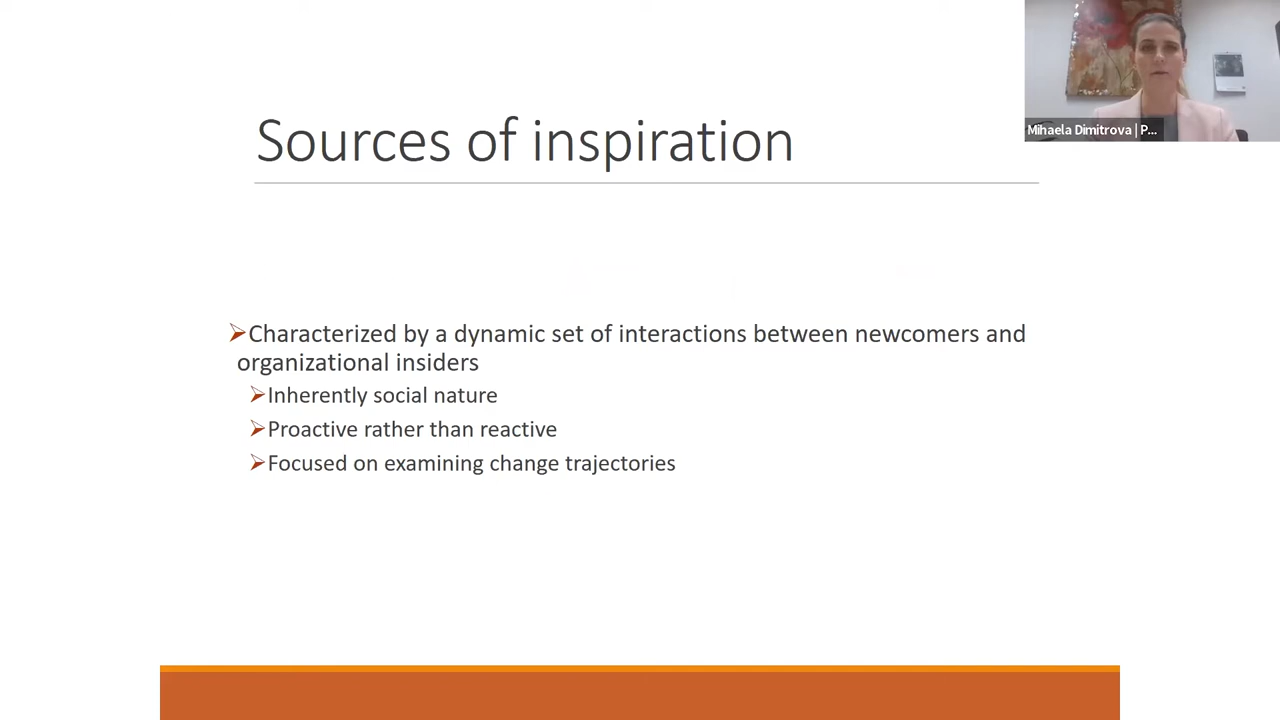 Mihaela Dimitrova | P...
Sources of inspiration
Characterized by a dynamic set of interactions between newcomers and
organizational insiders
Inherently social nature
Proactive rather than reactive
Focused on examining change trajectories